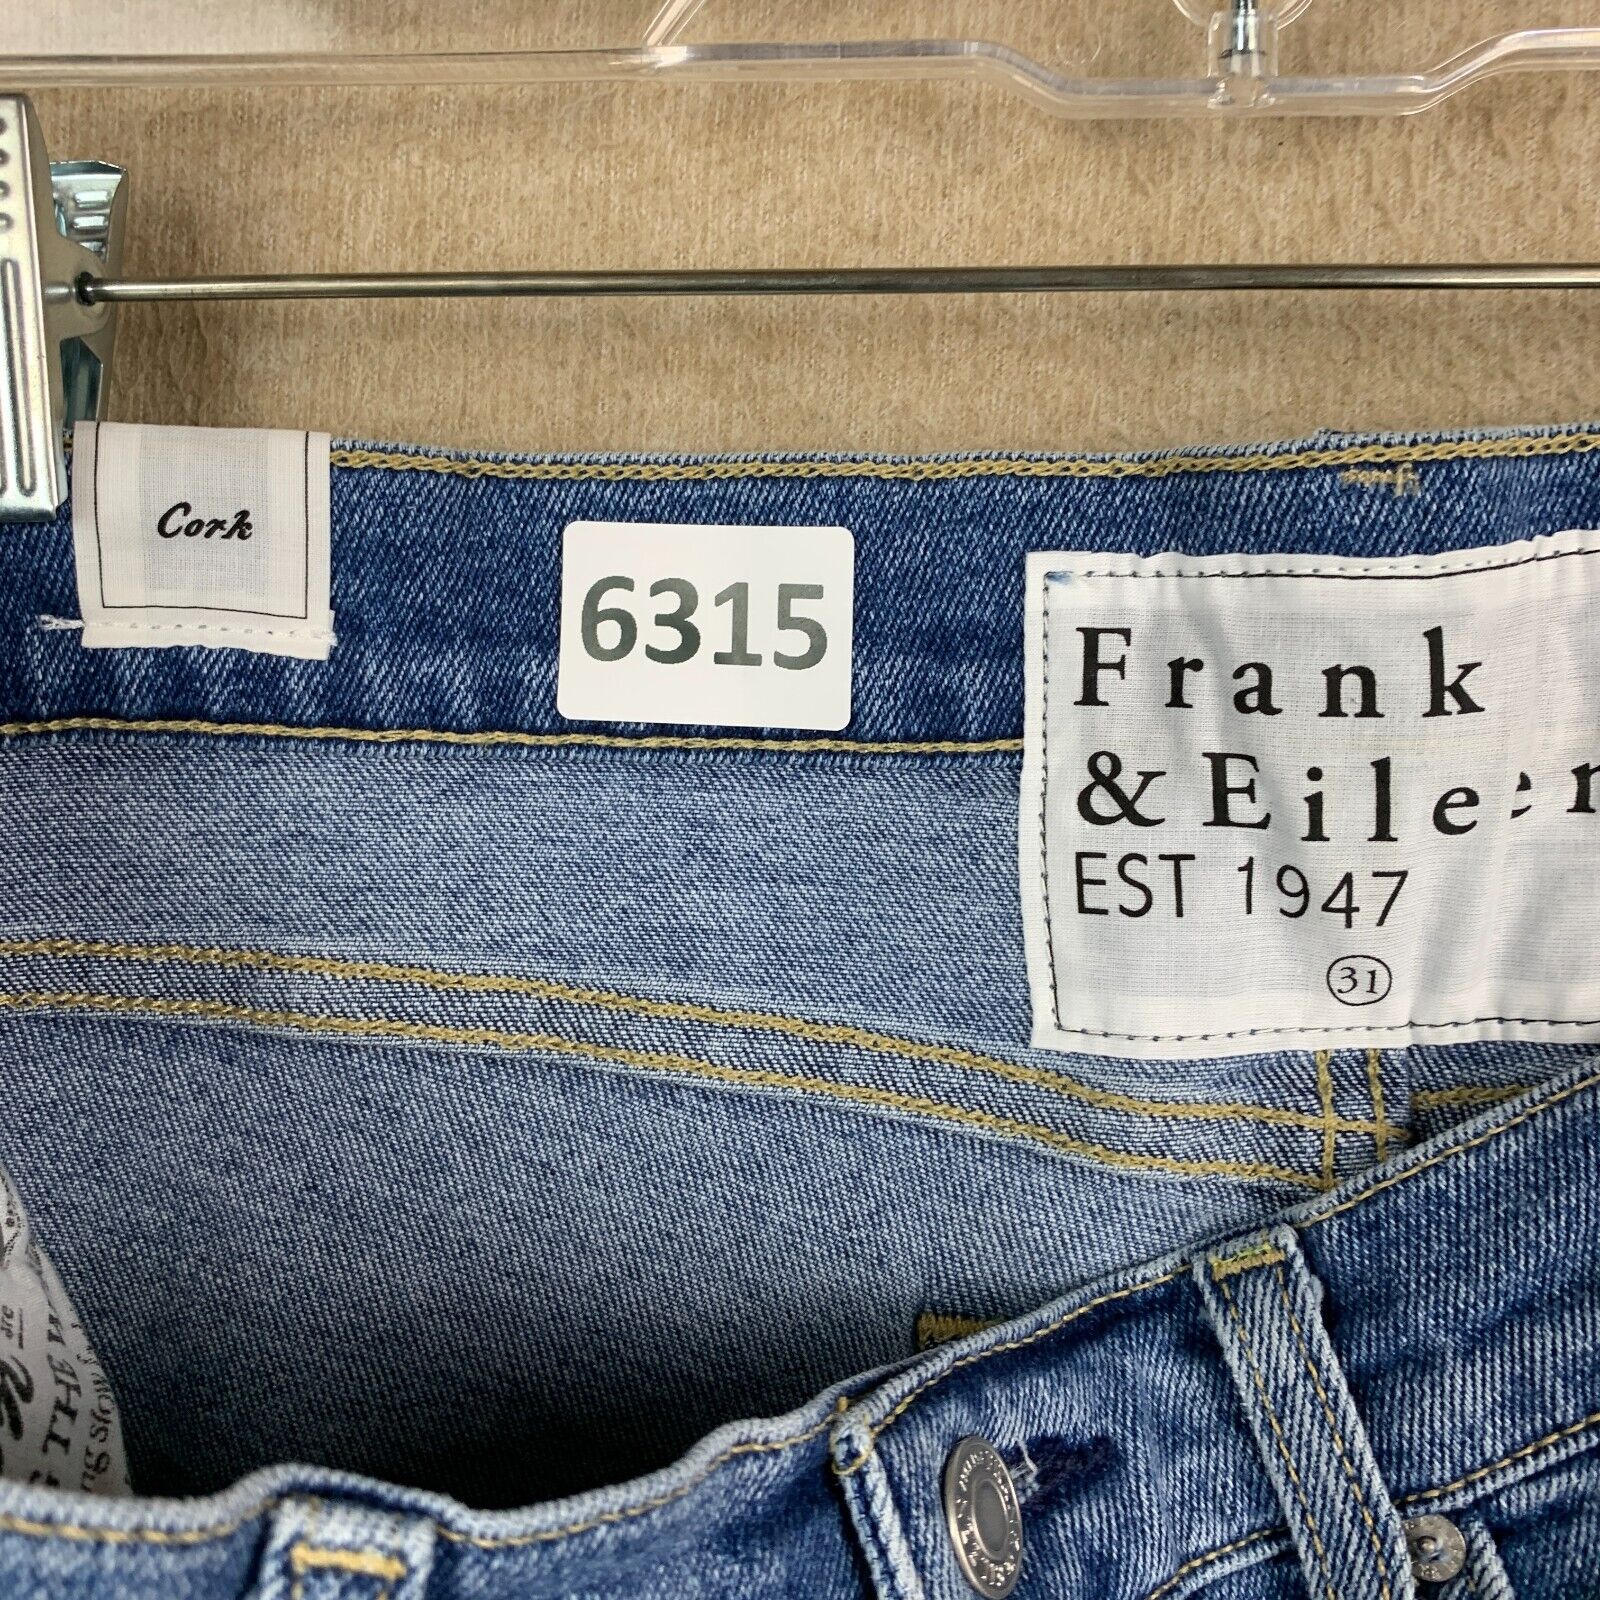 Cork
6315
Frank
& Eileen
EST 1947
31